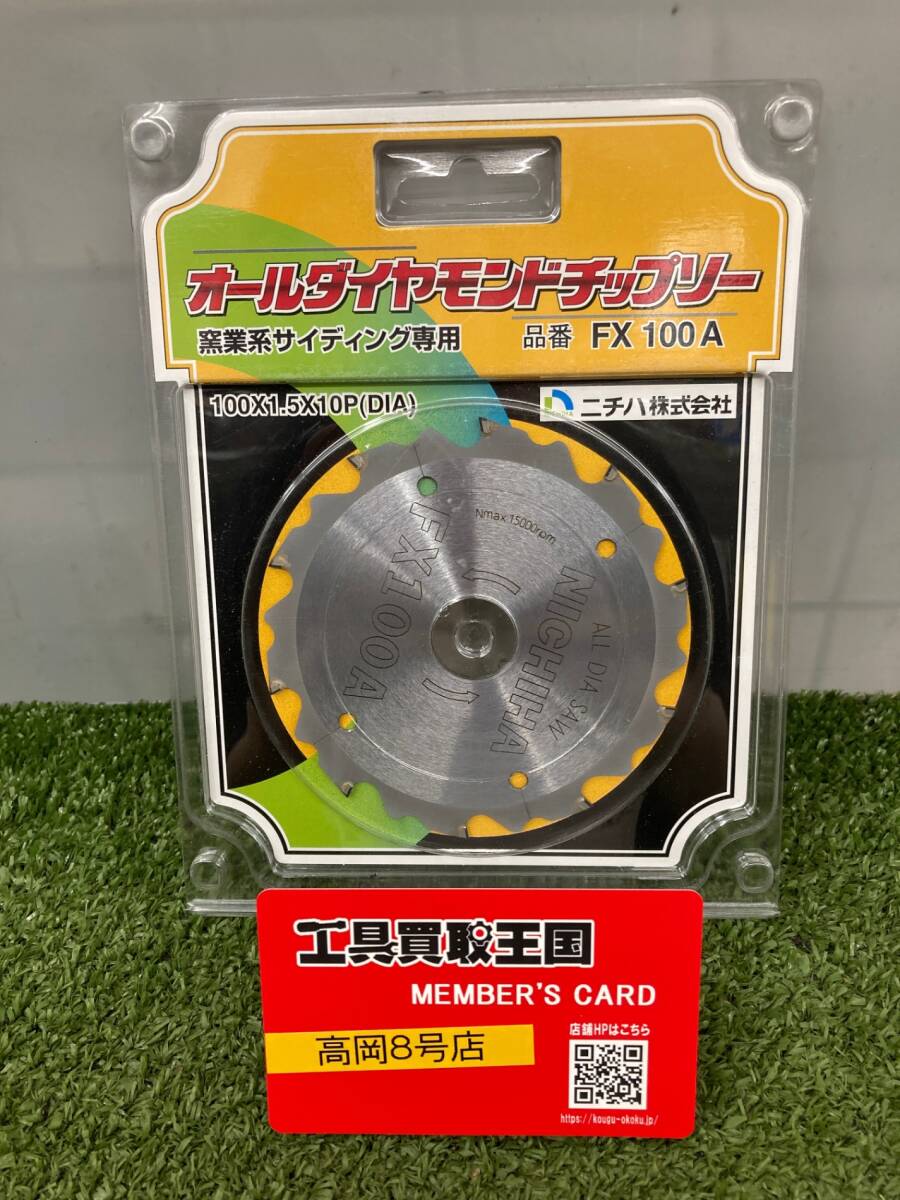 オールダイヤモンドチップソー
窯業系サイディング専用
品番 FX 100 A
100X1.5X10P(DIA)
ニチハ株式会社
Nmax 15000rpm
FX100A
ALL DIA SAW
NICHIHA
工具買取王国
MEMBER'S CARD
高岡8号店
店舗HPはこちら
https://kougu-okoku.jp/